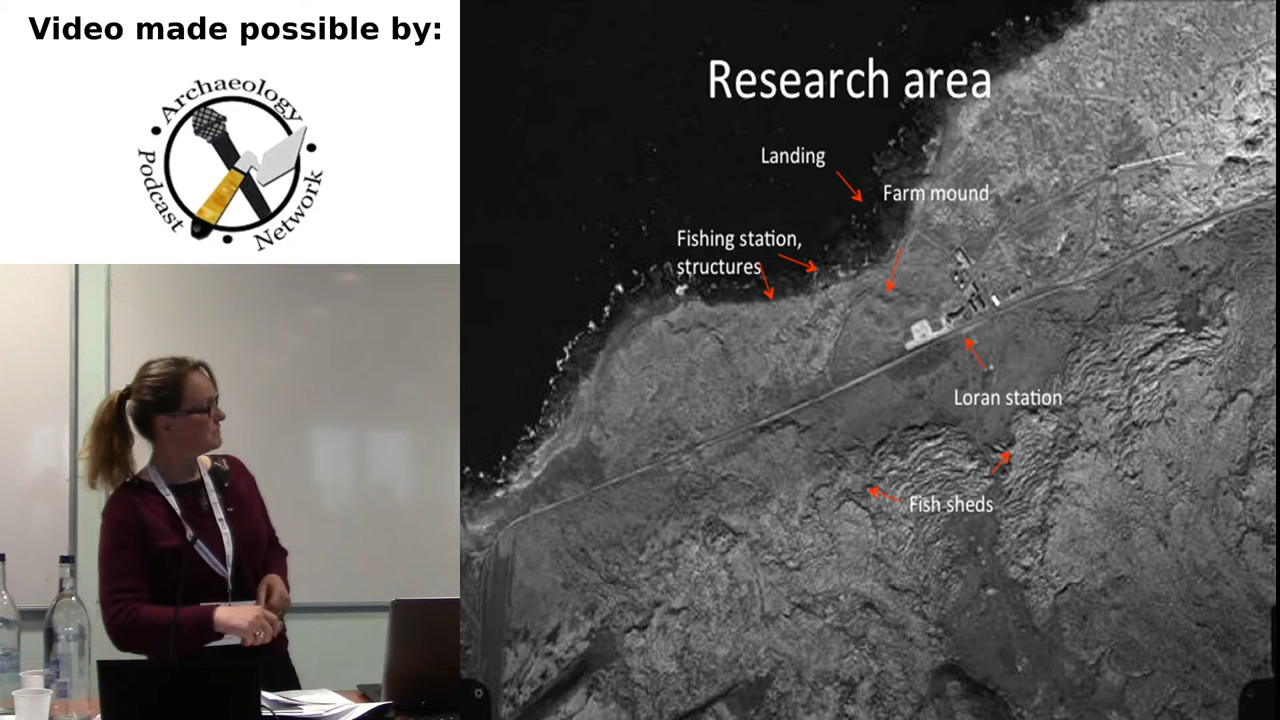 Video made possible by:
Archaeology
Podcast
Network
Research area
Landing
Farm mound
Fishing station,
structures
Loran station
Fish sheds